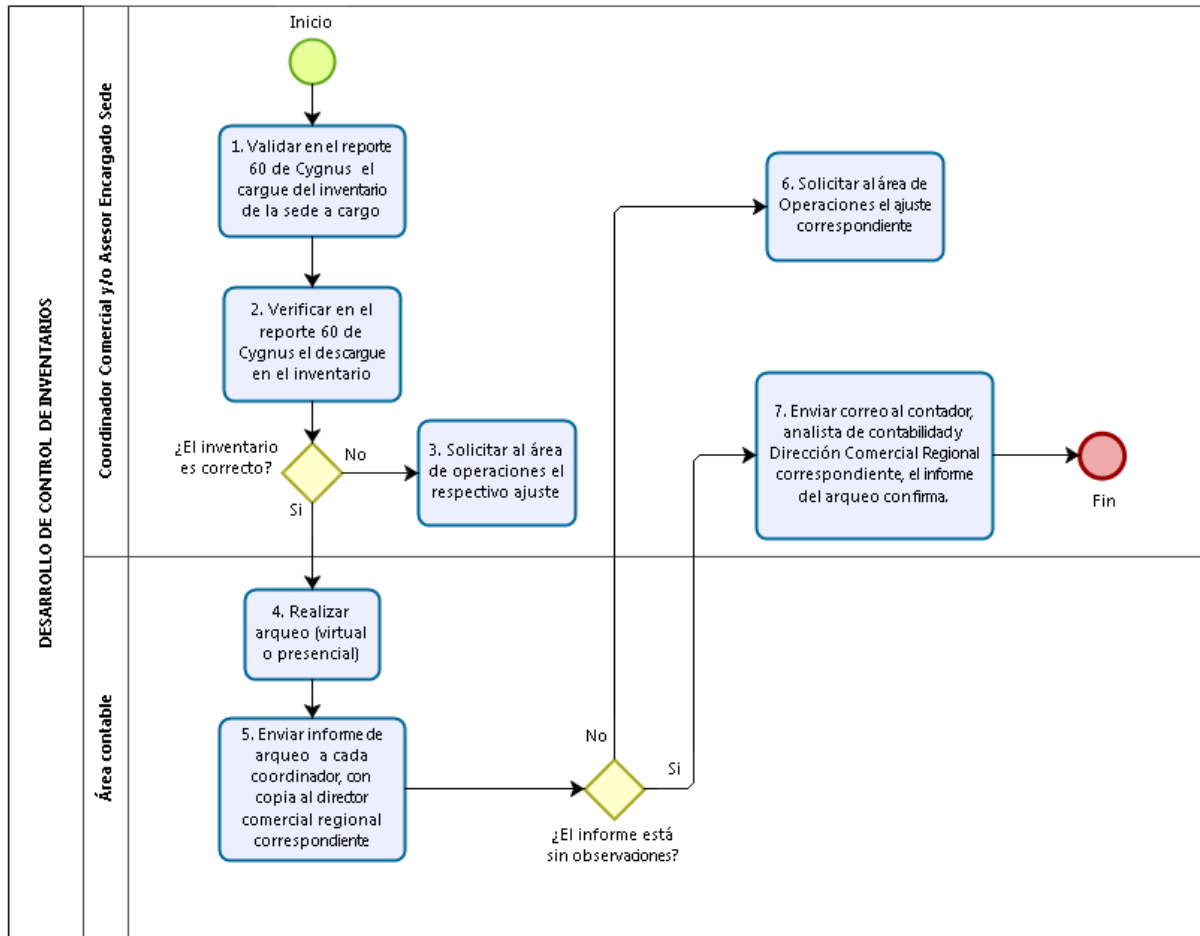 DESARROLLO DE CONTROL DE INVENTARIOS
Coordinador Comercial y/o Asesor Encargado Sede
Inicio
1. Validar en el reporte
60 de Cygnus el
cargue del inventario
de la sede a cargo
2. Verificar en el
reporte 60 de
Cygnus el descargue
en el inventario
¿El inventario
es correcto?
No
Si
3. Solicitar al área
de operaciones el
respectivo ajuste
6. Solicitar al área de
Operaciones el ajuste
correspondiente
7. Enviar correo al contador,
analista de contabilidad y
Dirección Comercial Regional
correspondiente, el informe
del arqueo confirma.
Fin
Área contable
4. Realizar
arqueo (virtual
o presencial)
5. Enviar informe de
arqueo a cada
coordinador, con
copia al director
comercial regional
correspondiente
No
Si
¿El informe está
sin observaciones?